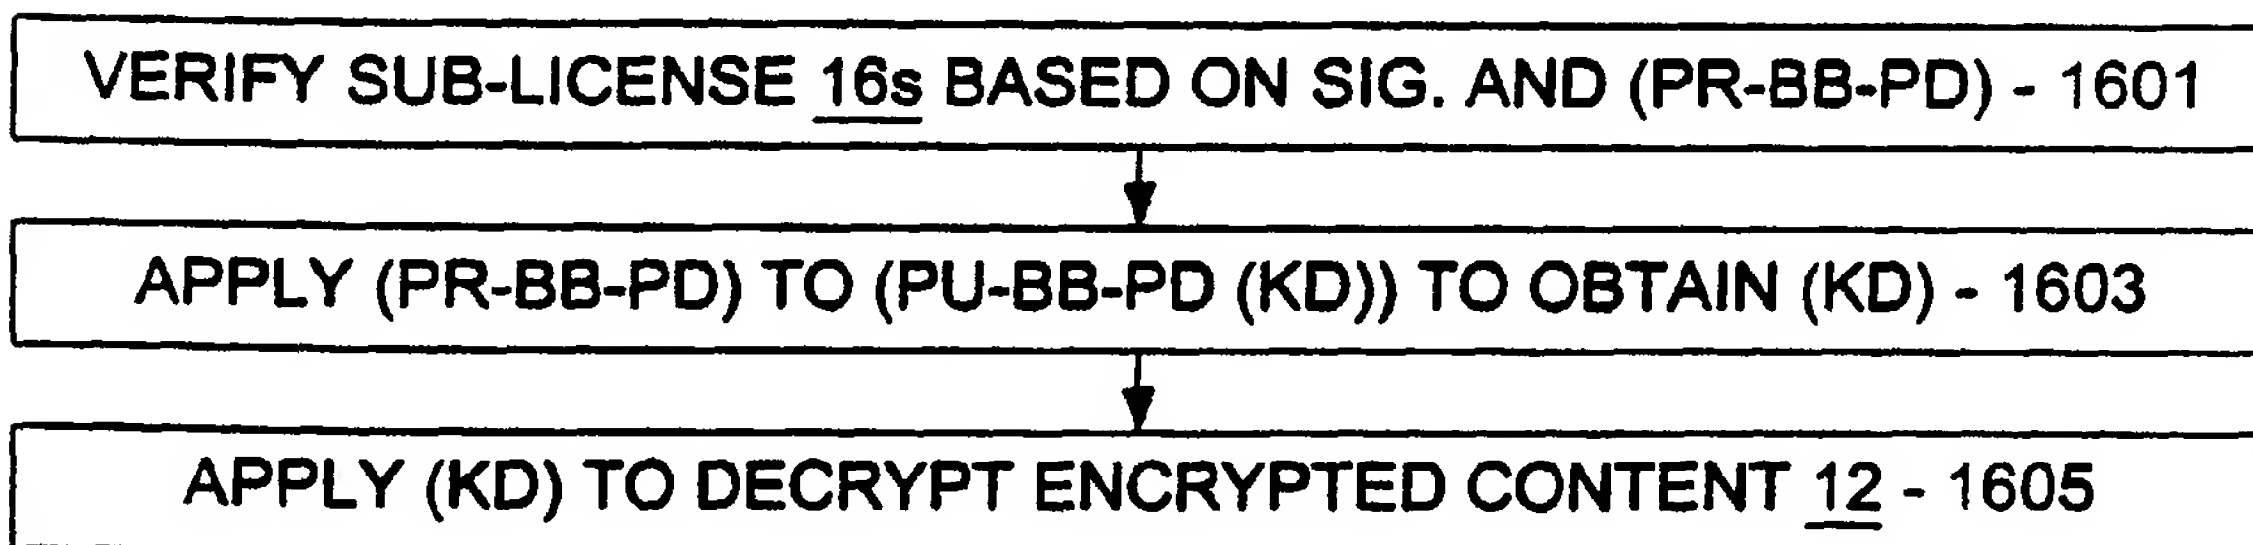 VERIFY SUB-LICENSE 16s BASED ON SIG. AND (PR-BB-PD) - 1601
APPLY (PR-BB-PD) TO (PU-BB-PD (KD)) TO OBTAIN (KD) - 1603
APPLY (KD) TO DECRYPT ENCRYPTED CONTENT 12 - 1605